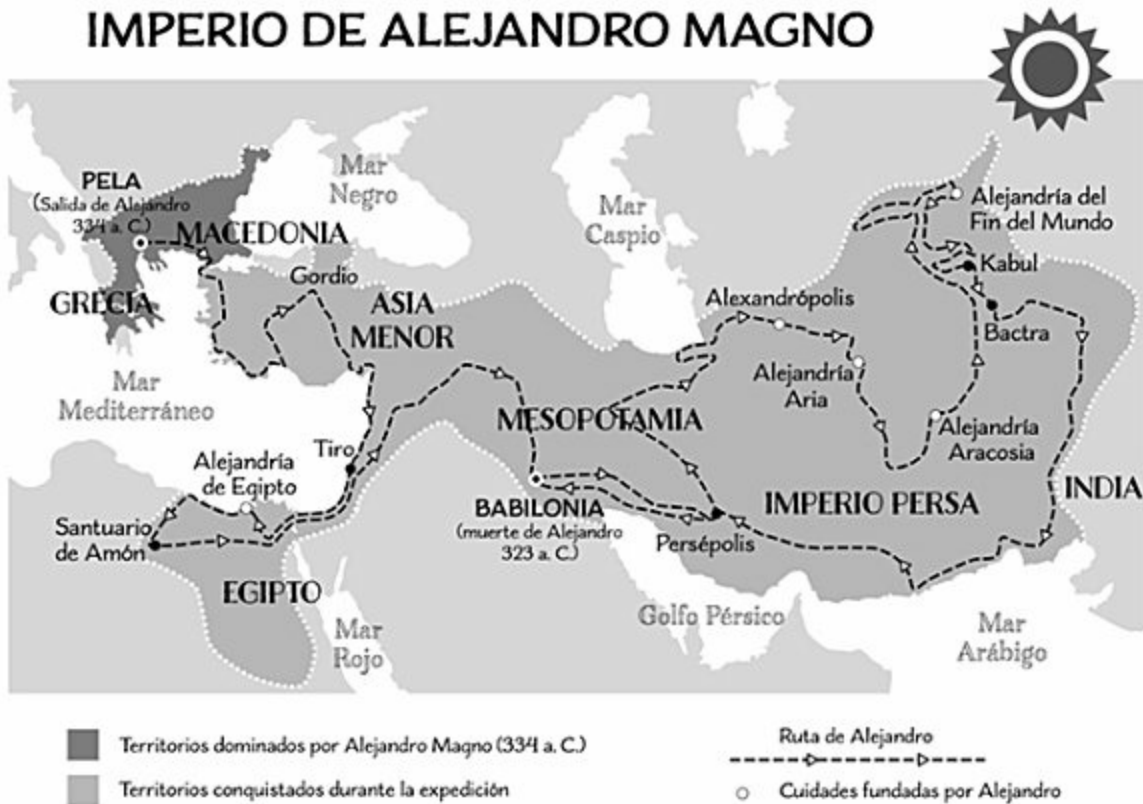 IMPERIO DE ALEJANDRO MAGNO
PELA
(Salida de Alejandro
334 a. C.)
MACEDONIA
GRECIA
Mar
Negro
Mar
Caspio
Alejandría del
Fin del Mundo
Kabul
Bactra
Gordio
ASIA
MENOR
Alexandrópolis
Alejandría
Aria
Mar
Mediterráneo
MESOPOTAMIA
Alejandría
Aracosia
Tiro
Alejandría
de Egipto
Santuario
de Amón
BABILONIA
(muerte de Alejandro
323 a. C.)
Persépolis
IMPERIO PERSA
INDIA
EGIPTO
Mar
Rojo
Golfo Pérsico
Mar
Arábigo
Territorios dominados por Alejandro Magno (334 a. C.)
Territorios conquistados durante la expedición
Ruta de Alejandro
Cuidades fundadas por Alejandro